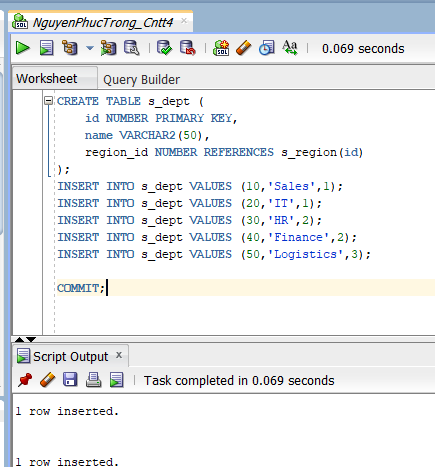 NguyenPhucTrong_Cntt4
SQL
0.069 seconds
Worksheet Query Builder
CREATE TABLE s_dept (
id NUMBER PRIMARY KEY,
name VARCHAR2(50),
region_id NUMBER REFERENCES s_region(id)
);
INSERT INTO s_dept VALUES (10,'Sales',1);
INSERT INTO s_dept VALUES (20,'IT',1);
INSERT INTO s_dept VALUES (30,'HR',2);
INSERT INTO s_dept VALUES (40,'Finance',2);
INSERT INTO s_dept VALUES (50,'Logistics',3);
COMMIT;
Script Output x
Task completed in 0.069 seconds
1 row inserted.
1 row inserted.